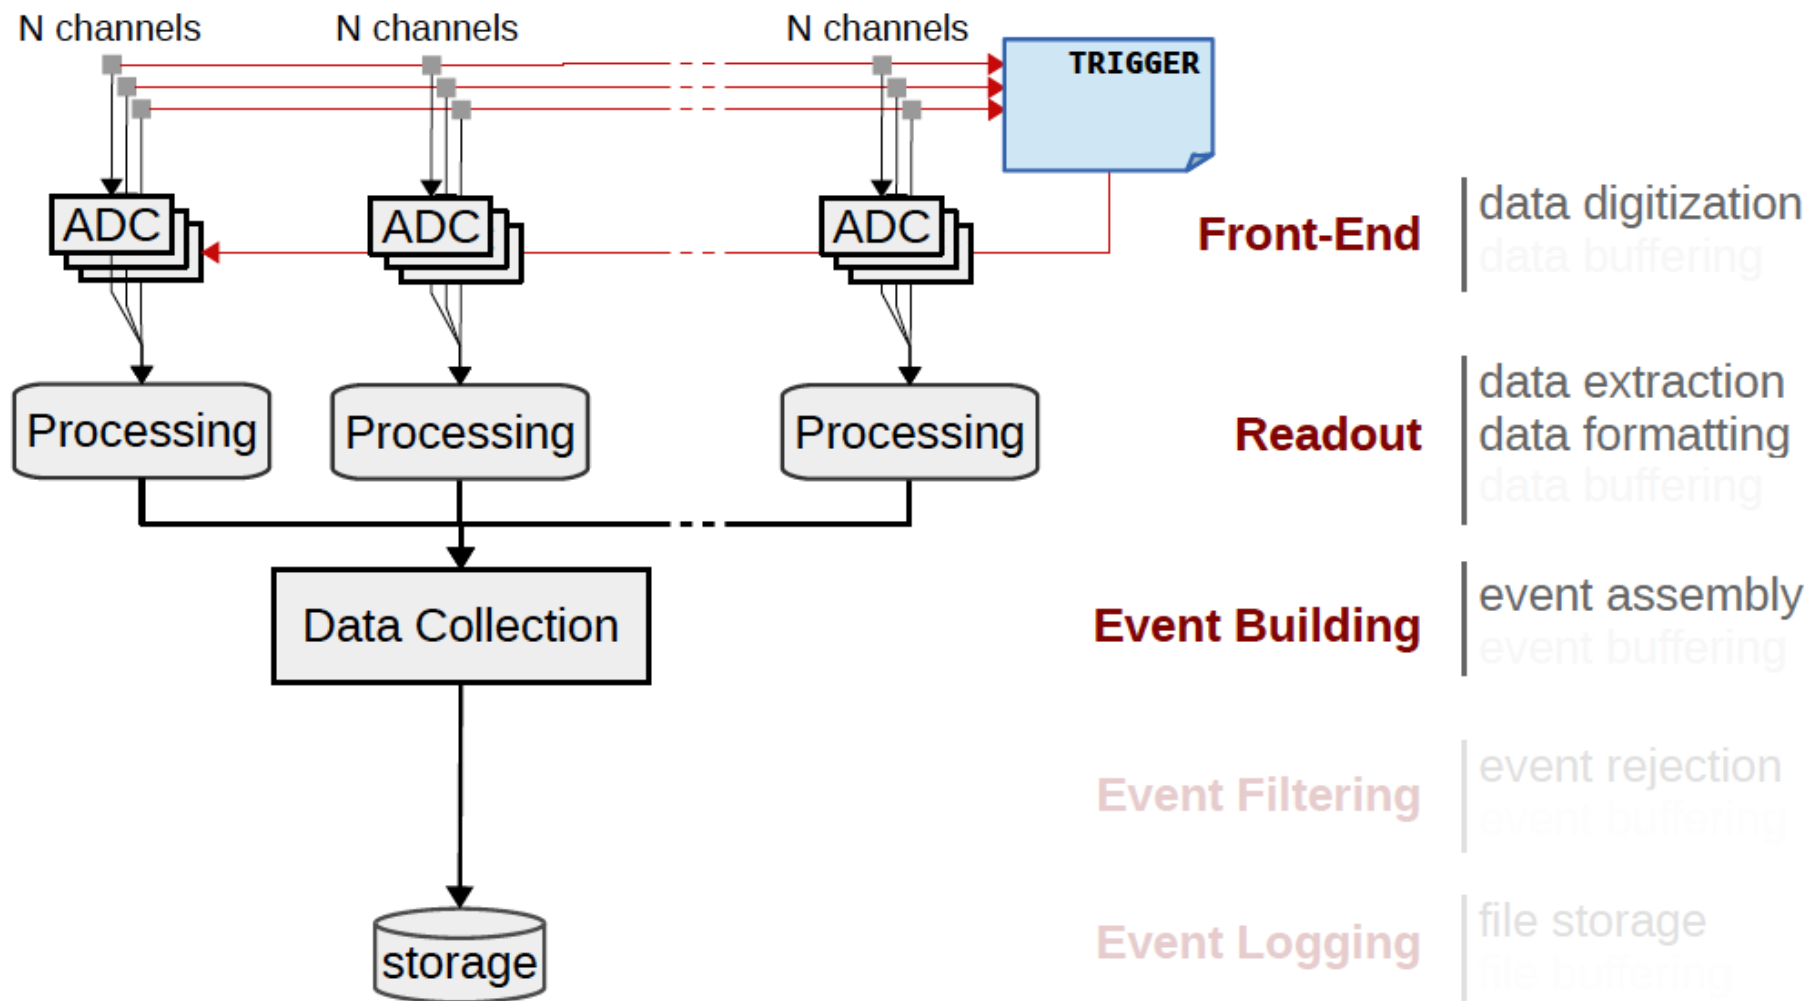 N channels
N channels
N channels
TRIGGER
ADC
ADC
ADC
Front-End
data digitization
data buffering
Processing
Processing
Processing
Readout
data extraction
data formatting
data buffering
Data Collection
Event Building
event assembly
event buffering
Event Filtering
event rejection
event buffering
storage
Event Logging
file storage
file buffering